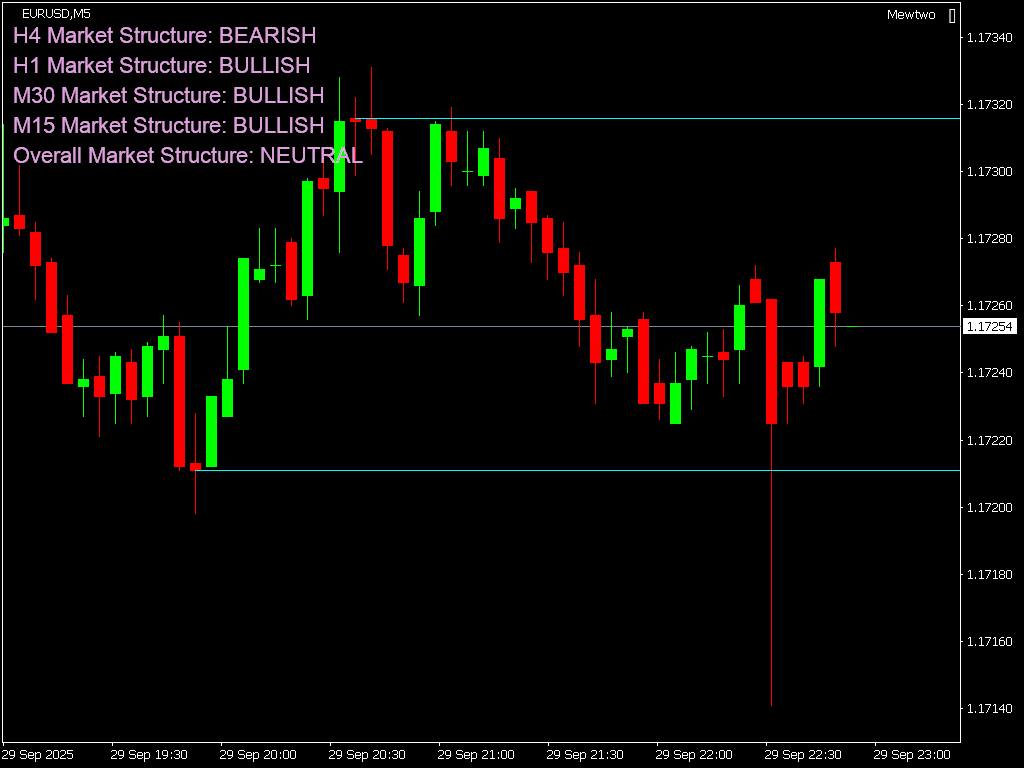 EURUSD,M5
Mewtwo
H4 Market Structure: BEARISH
H1 Market Structure: BULLISH
M30 Market Structure: BULLISH
M15 Market Structure: BULLISH
Overall Market Structure: NEUTRAL
1.17340
1.17320
1.17300
1.17280
1.17260
1.17254
1.17240
1.17220
1.17200
1.17180
1.17160
1.17140
29 Sep 2025 29 Sep 19:30 29 Sep 20:00 29 Sep 20:30 29 Sep 21:00 29 Sep 21:30 29 Sep 22:00 29 Sep 22:30 29 Sep 23:00